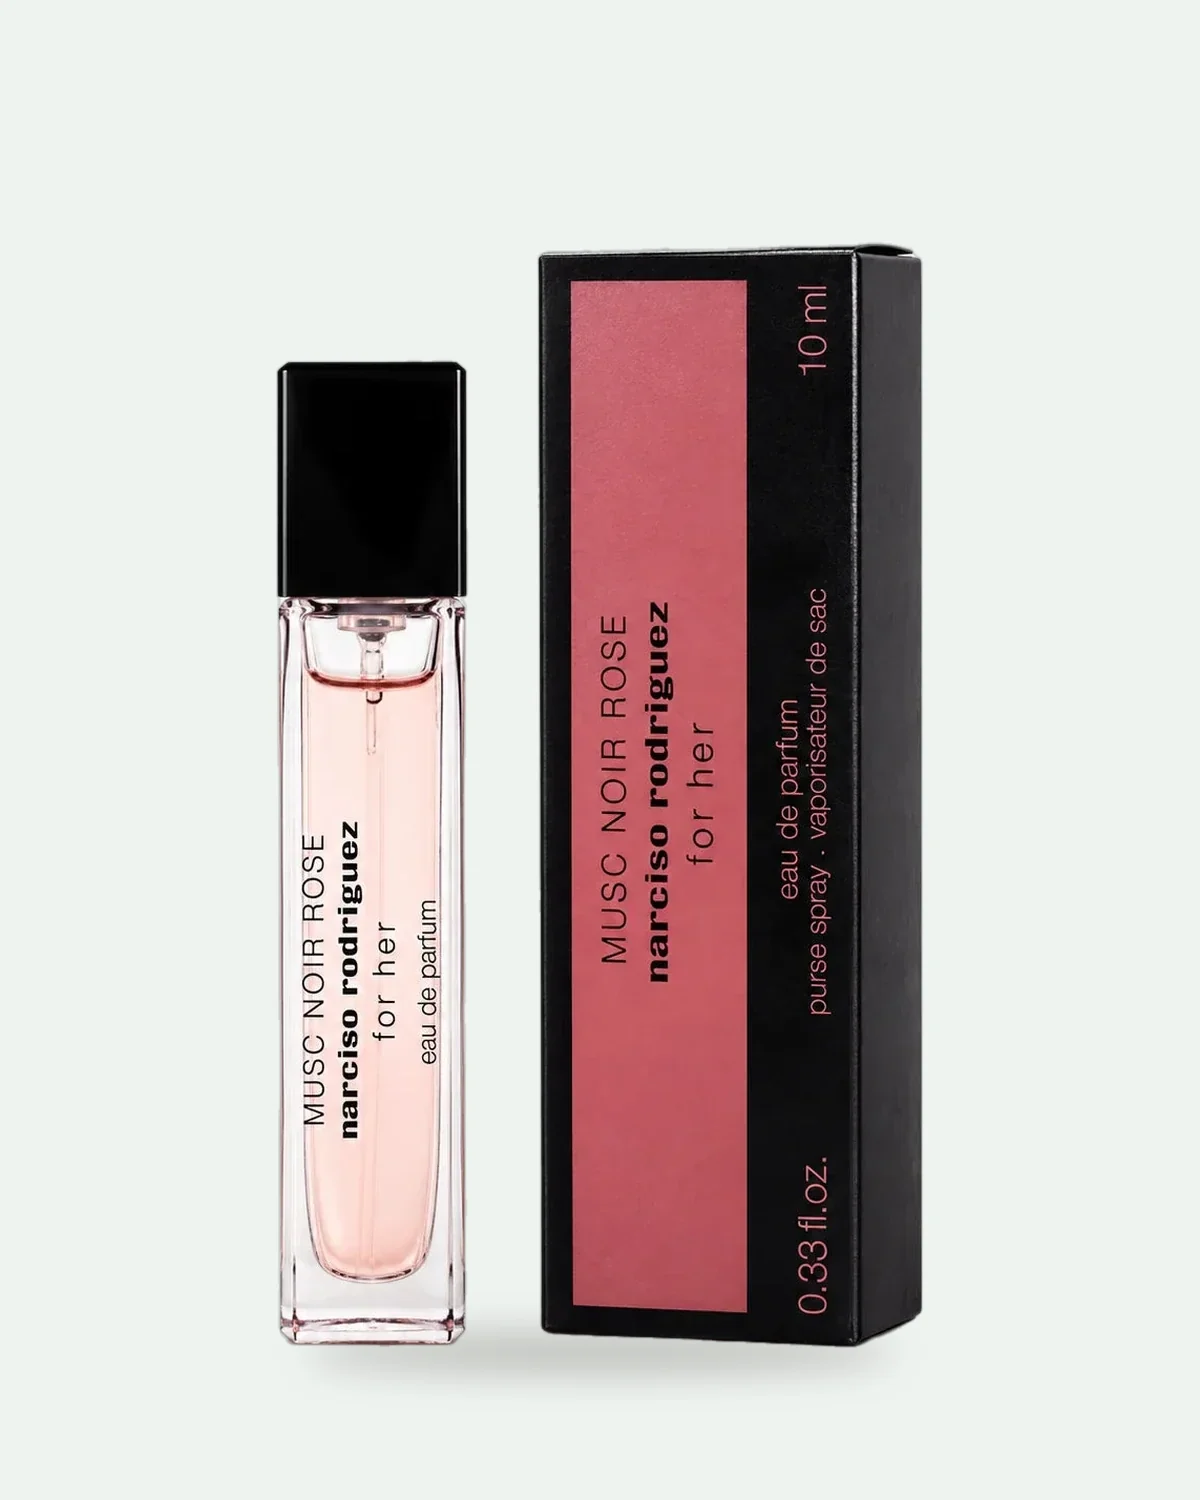 MUSC NOIR ROSE
narciso rodriguez
for her
eau de parfum
MUSC NOIR ROSE
narciso rodriguez
for her
eau de parfum
purse spray . vaporisateur de sac
0.33 fl.oz.
10 ml